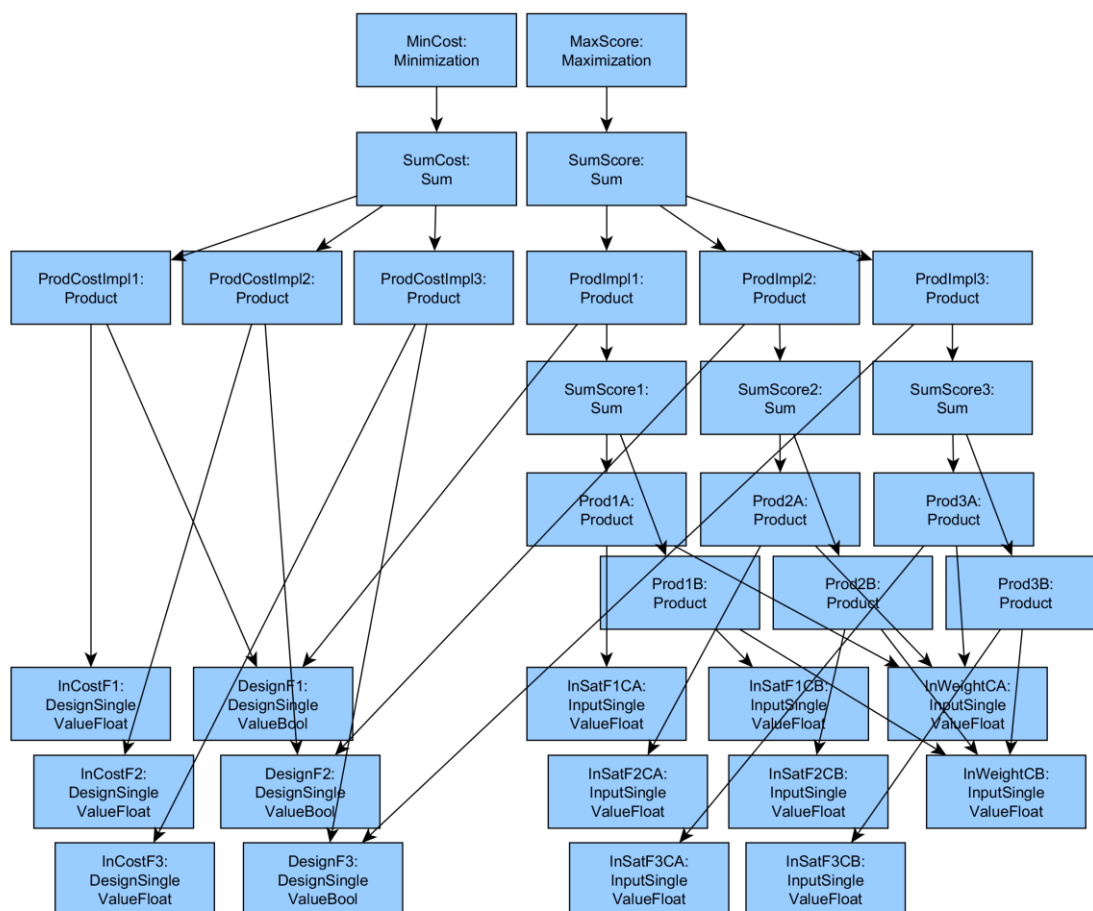 MinCost:
Minimization
MaxScore:
Maximization
SumCost:
Sum
SumScore:
Sum
ProdCostImpl1:
Product
ProdCostImpl2:
Product
ProdCostImpl3:
Product
ProdImpl1:
Product
ProdImpl2:
Product
ProdImpl3:
Product
SumScore1:
Sum
SumScore2:
Sum
SumScore3:
Sum
Prod1A:
Product
Prod2A:
Product
Prod3A:
Product
Prod1B:
Product
Prod2B:
Product
Prod3B:
Product
InCostF1:
DesignSingle
ValueFloat
DesignF1:
DesignSingle
ValueBool
InSatF1CA:
InputSingle
ValueFloat
InSatF1CB:
InputSingle
ValueFloat
InWeightCA:
InputSingle
ValueFloat
InCostF2:
DesignSingle
ValueFloat
DesignF2:
DesignSingle
ValueBool
InSatF2CA:
InputSingle
ValueFloat
InSatF2CB:
InputSingle
ValueFloat
InWeightCB:
InputSingle
ValueFloat
InCostF3:
DesignSingle
ValueFloat
DesignF3:
DesignSingle
ValueBool
InSatF3CA:
InputSingle
ValueFloat
InSatF3CB:
InputSingle
ValueFloat